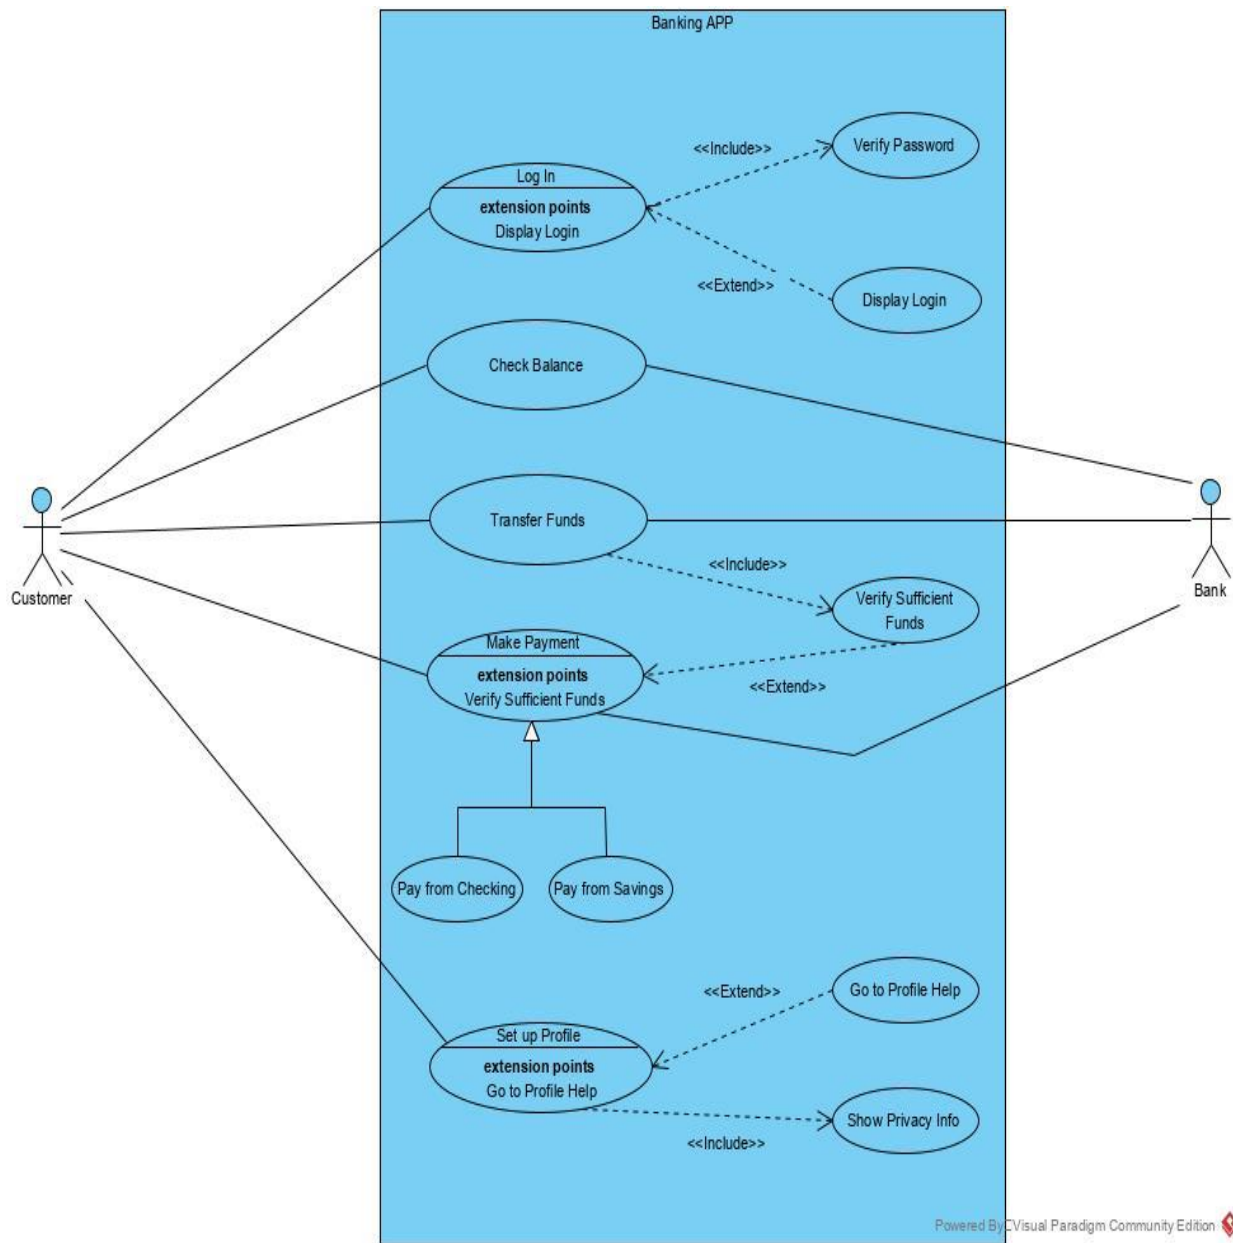 Banking APP
<<Include>>
Verify Password
Log In
extension points
Display Login
<<Extend>>
Display Login
Check Balance
Transfer Funds
<<Include>>
Customer
Bank
Verify Sufficient
Funds
Make Payment
extension points
Verify Sufficient Funds
<<Extend>>
Pay from Checking
Pay from Savings
<<Extend>>
Go to Profile Help
Set up Profile
extension points
Go to Profile Help
Show Privacy Info
<<Include>>
Powered By Visual Paradigm Community Edition